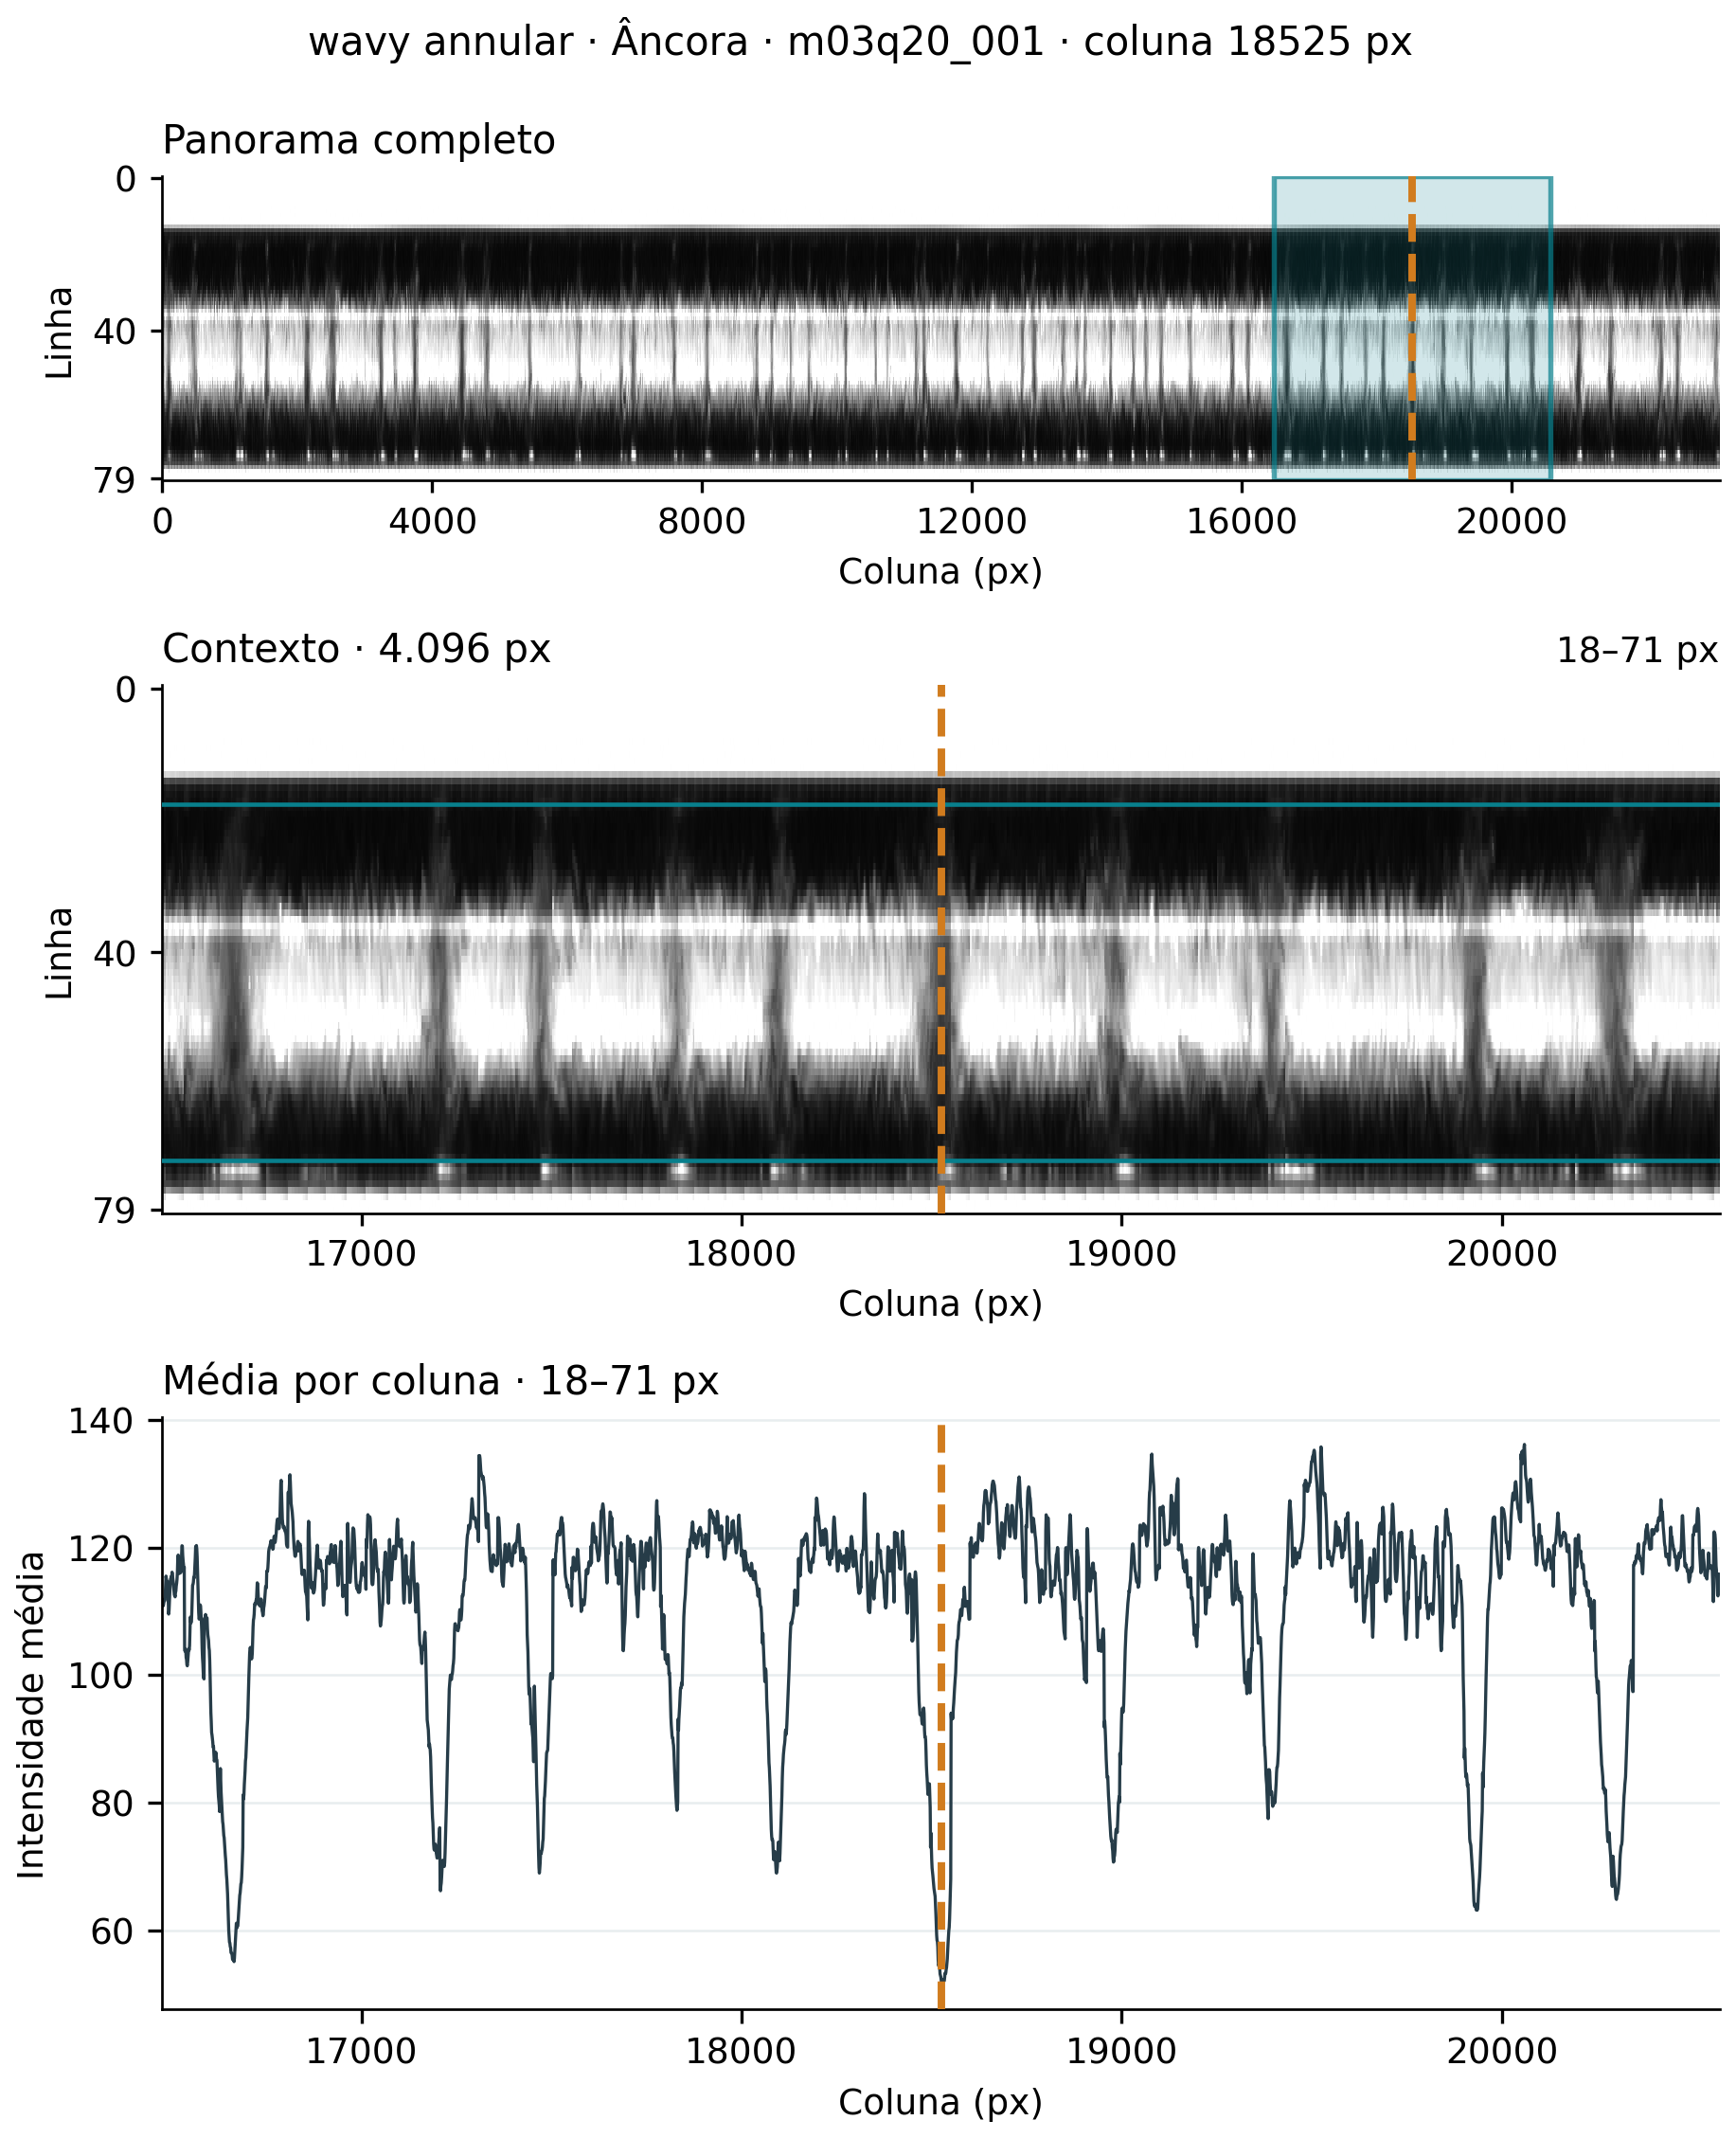 wavy annular · Âncora · m03q20_001 · coluna 18525 px
Panorama completo
0
40
79
Linha
0 4000 8000 12000 16000 20000
Coluna (px)
Contexto · 4.096 px
18–71 px
0
40
79
Linha
17000 18000 19000 20000
Coluna (px)
Média por coluna · 18–71 px
140
120
100
80
60
Intensidade média
17000 18000 19000 20000
Coluna (px)